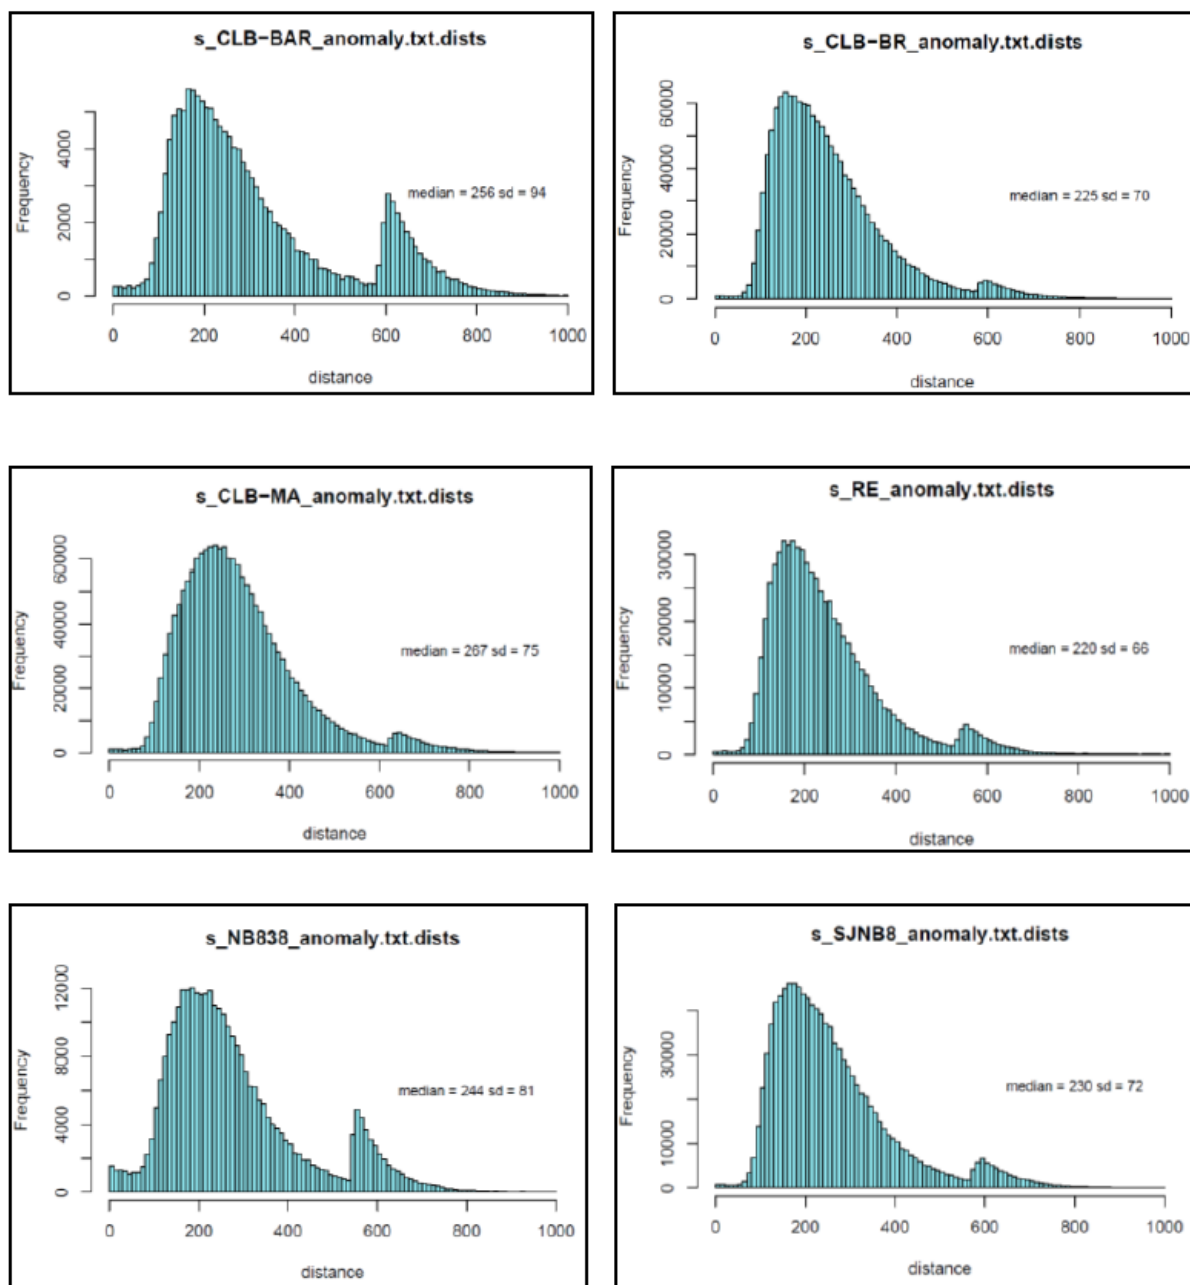 s_CLB−BAR_anomaly.txt.dists
Frequency
4000
2000
0
median = 256 sd = 94
0 200 400 600 800 1000
distance
s_CLB−BR_anomaly.txt.dists
Frequency
60000
40000
20000
0
median = 225 sd = 70
0 200 400 600 800 1000
distance
s_CLB−MA_anomaly.txt.dists
Frequency
60000
40000
20000
0
median = 267 sd = 75
0 200 400 600 800 1000
distance
s_RE_anomaly.txt.dists
Frequency
30000
20000
10000
0
median = 220 sd = 66
0 200 400 600 800 1000
distance
s_NB838_anomaly.txt.dists
Frequency
12000
8000
4000
0
median = 244 sd = 81
0 200 400 600 800 1000
distance
s_SJNB8_anomaly.txt.dists
Frequency
30000
10000
0
median = 230 sd = 72
0 200 400 600 800 1000
distance